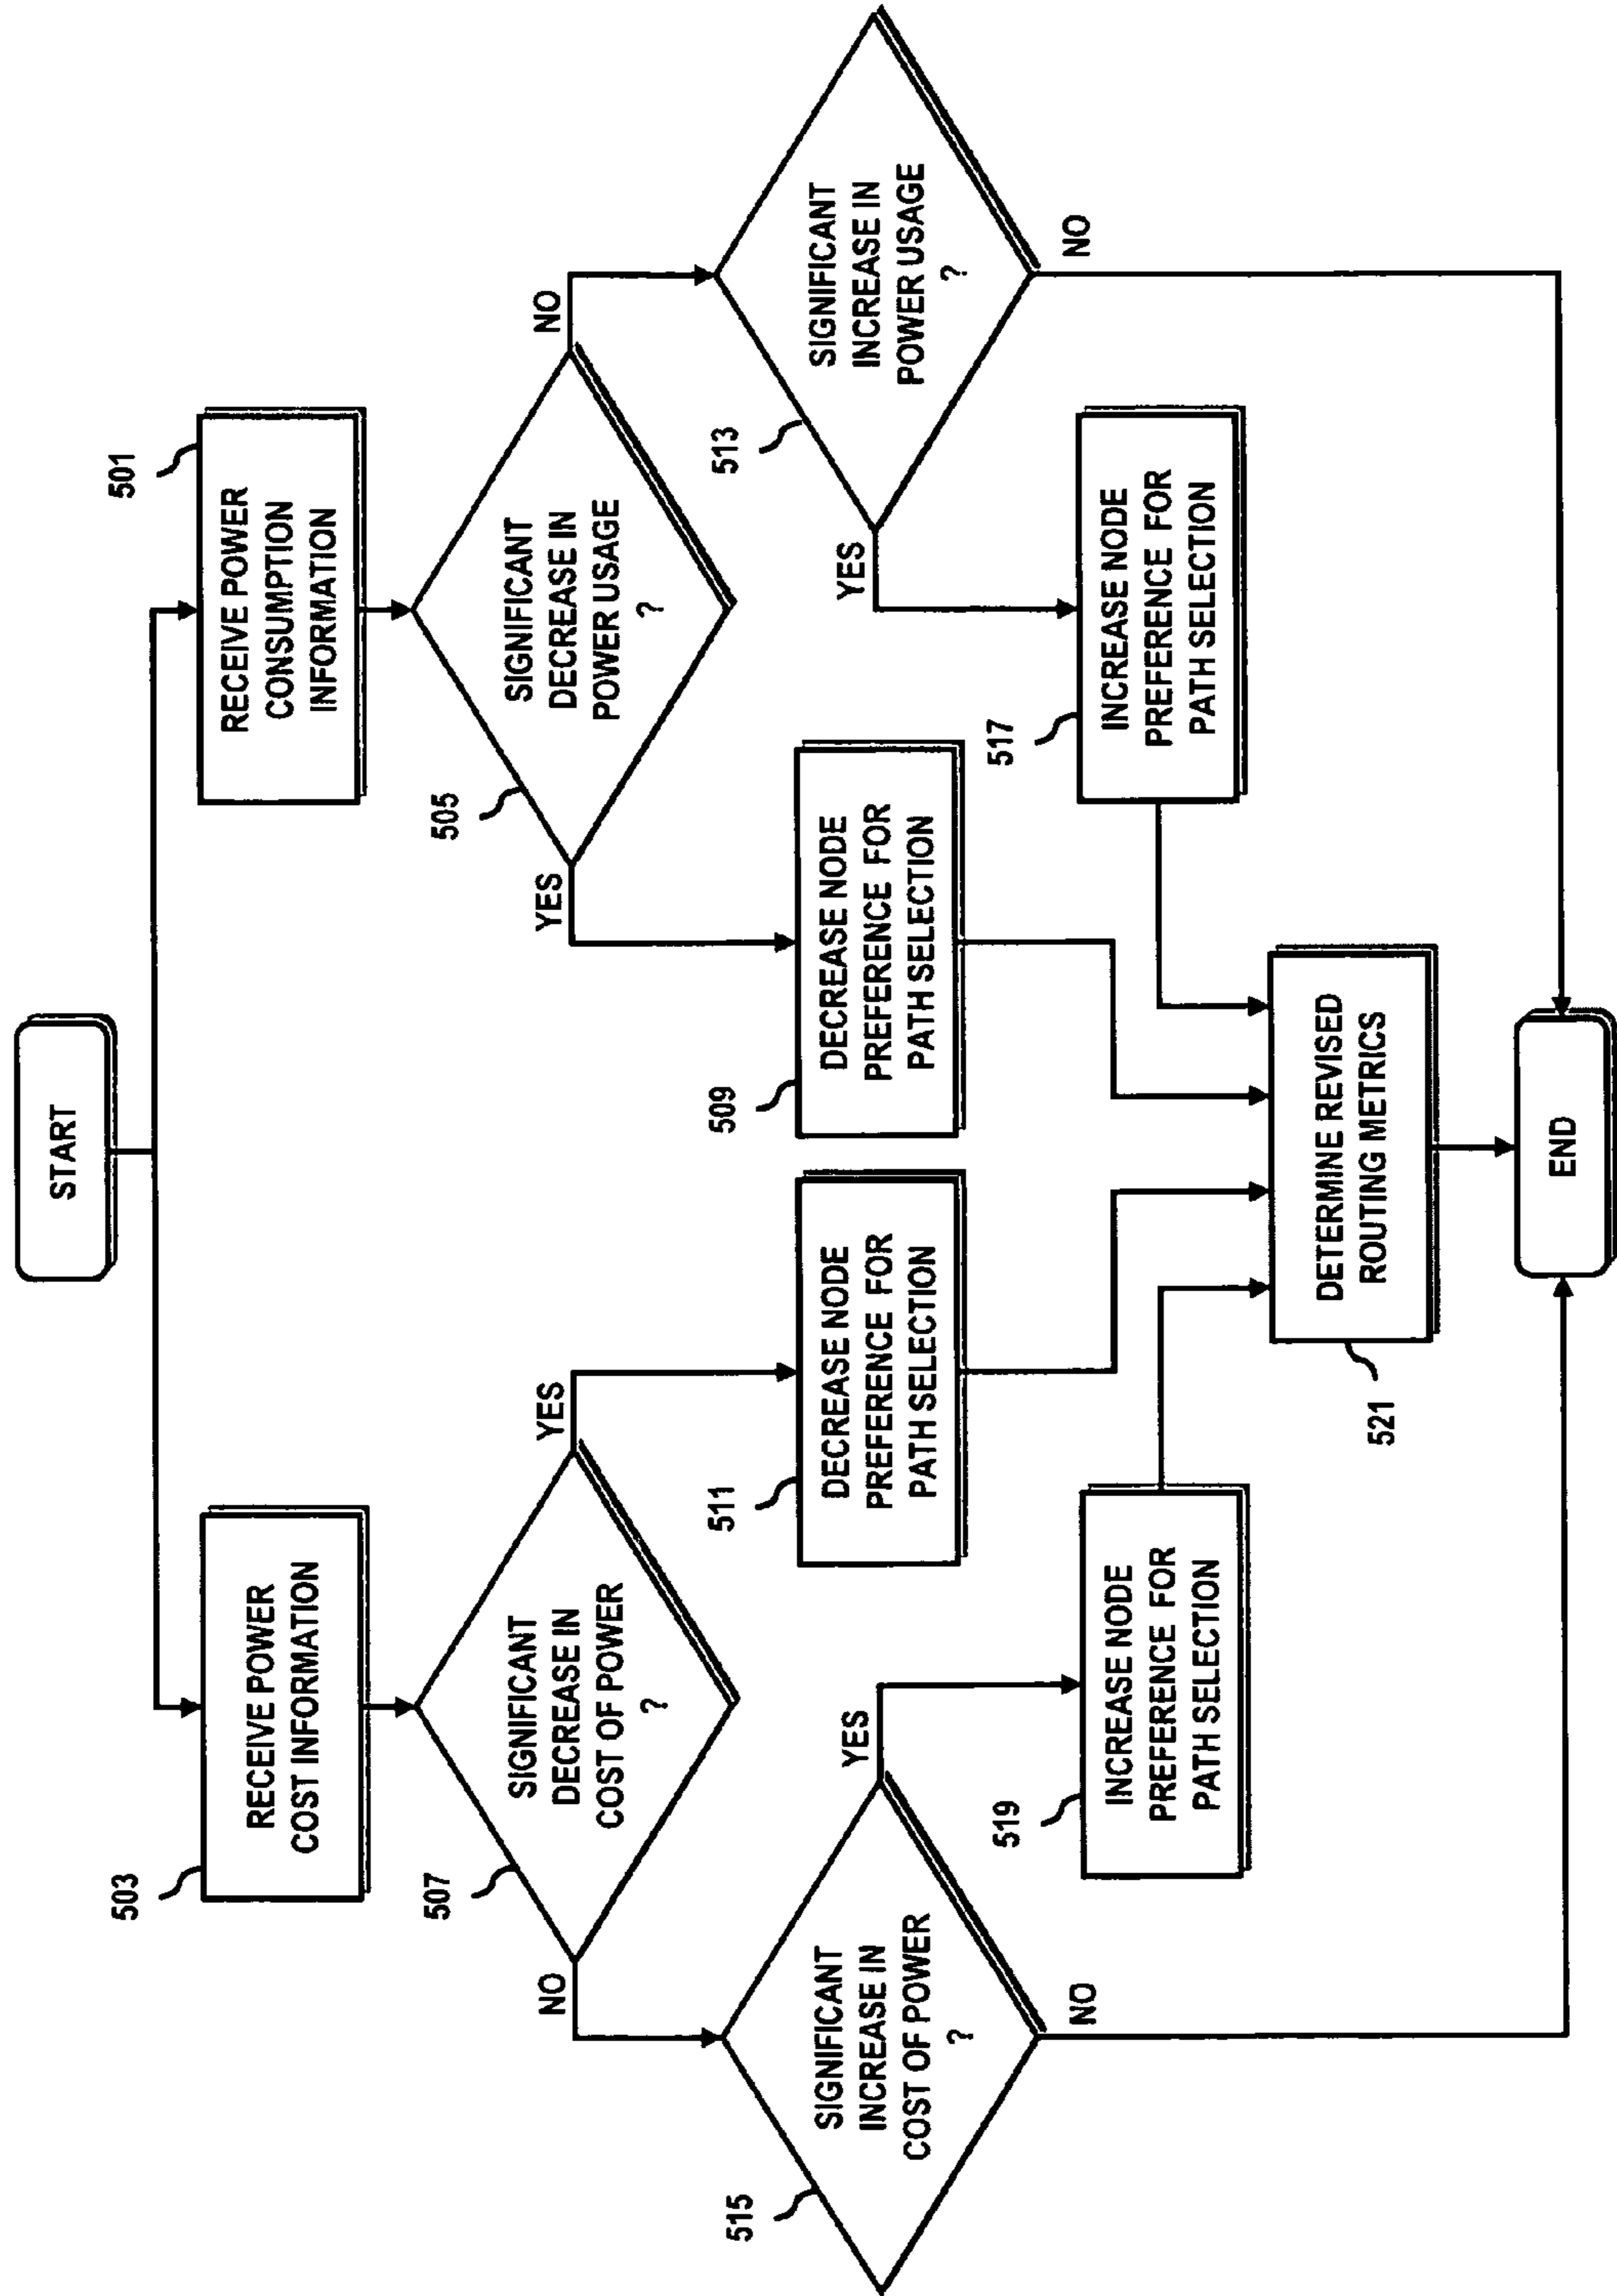 START
503
RECEIVE POWER
COST INFORMATION
501
RECEIVE POWER
CONSUMPTION
INFORMATION
507
SIGNIFICANT
DECREASE IN
COST OF POWER
?
NO
YES
505
SIGNIFICANT
DECREASE IN
POWER USAGE
?
YES
NO
515
SIGNIFICANT
INCREASE IN
COST OF POWER
?
YES
NO
511
DECREASE NODE
PREFERENCE FOR
PATH SELECTION
509
DECREASE NODE
PREFERENCE FOR
PATH SELECTION
513
SIGNIFICANT
INCREASE IN
POWER USAGE
?
YES
NO
519
INCREASE NODE
PREFERENCE FOR
PATH SELECTION
517
INCREASE NODE
PREFERENCE FOR
PATH SELECTION
521
DETERMINE REVISED
ROUTING METRICS
END